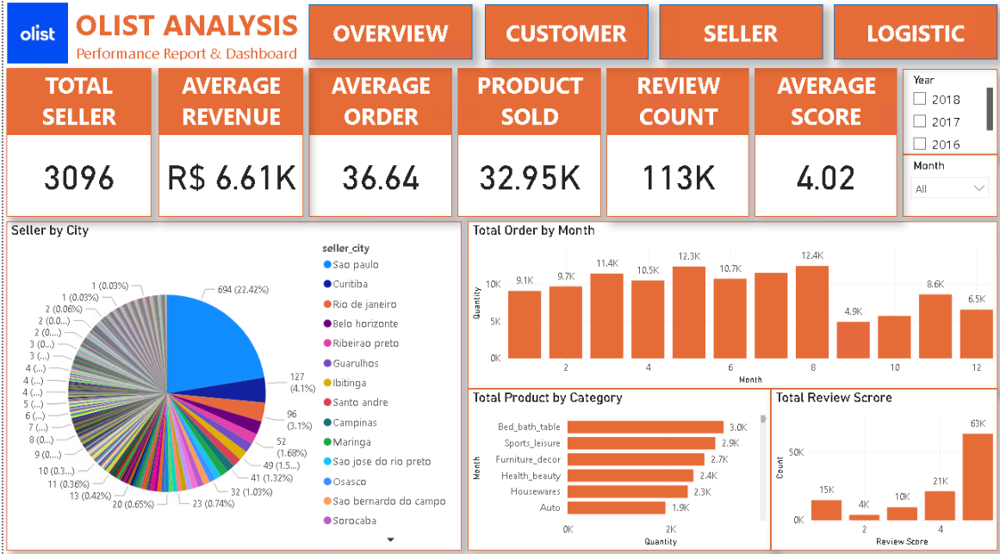 olist
OLIST ANALYSIS
Performance Report & Dashboard
OVERVIEW
CUSTOMER
SELLER
LOGISTIC
TOTAL
SELLER
3096
AVERAGE
REVENUE
R$ 6.61K
AVERAGE
ORDER
36.64
PRODUCT
SOLD
32.95K
REVIEW
COUNT
113K
AVERAGE
SCORE
4.02
Year
2018
2017
2016
Month
All
Seller by City
694 (22.42%)
127
(4.1%)
96
(3.1%)
52
(1.68%)
49 (1.5...)
41 (1.32%)
32 (1.03%)
23 (0.74%)
20 (0.65%)
13 (0.42%)
11 (0.36%)
10 (0.3...)
9 (0....)
8 (0...)
7 (...)
6 (...)
5 (...)
4 (...)
4 (...)
4 (...)
3 (...)
3 (0...)
2 (0...)
2 (0.0...)
2 (0.06%)
1 (0.03%)
1 (0.03%)
seller_city
Sao paulo
Curitiba
Rio de janeiro
Belo horizonte
Ribeirao preto
Guarulhos
Ibitinga
Santo andre
Campinas
Maringa
Sao jose do rio preto
Osasco
Sao bernardo do campo
Sorocaba
Total Order by Month
Quantity
10K
5K
0K
9.1K
9.7K
11.4K
10.5K
12.3K
10.7K
12.4K
4.9K
8.6K
6.5K
2
4
6
8
10
12
Month
Total Product by Category
Month
Bed_bath_table
3.0K
Sports_leisure
2.9K
Furniture_decor
2.7K
Health_beauty
2.4K
Housewares
2.3K
Auto
1.9K
0K
2K
Quantity
Total Review Srcore
Count
50K
0K
15K
4K
10K
21K
63K
2
4
Review Score